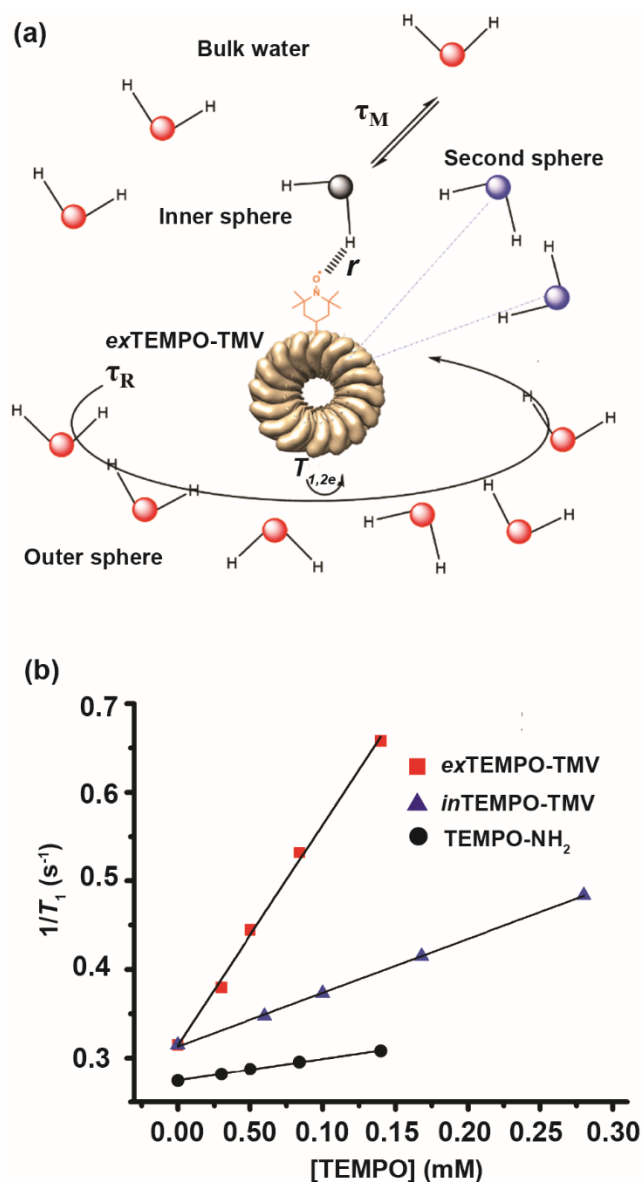 (a)
H H
Bulk water
H H
τM
H H
Second sphere
H
H
Inner sphere
H
H
H
r
O•
N
H
exTEMPO-TMV
τR
H
H
H
H
H
T1,2e
H
H
H
H
H
Outer sphere
H
H
H
(b)
0.7
0.6
0.5
0.4
0.3
1/T1 (s-1)
exTEMPO-TMV
inTEMPO-TMV
TEMPO-NH2
0.00 0.50 0.10 0.15 0.20 0.25 0.30
[TEMPO] (mM)